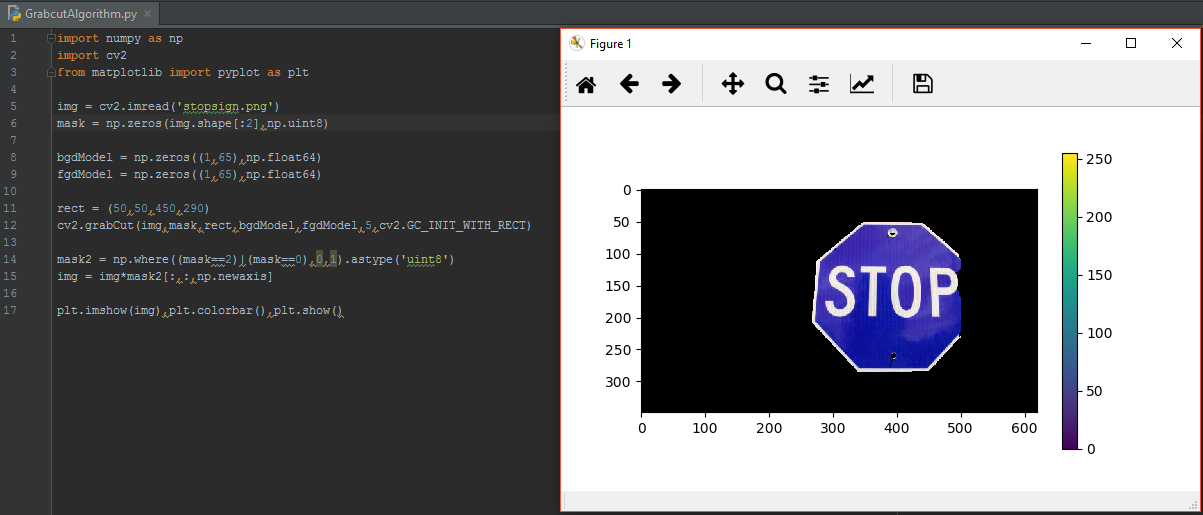 GrabcutAlgorithm.py
1 import numpy as np
2 import cv2
3 from matplotlib import pyplot as plt
4
5 img = cv2.imread('stopsign.png')
6 mask = np.zeros(img.shape[:2],np.uint8)
7
8 bgdModel = np.zeros((1,65),np.float64)
9 fgdModel = np.zeros((1,65),np.float64)
10
11 rect = (50,50,450,290)
12 cv2.grabCut(img,mask,rect,bgdModel,fgdModel,5,cv2.GC_INIT_WITH_RECT)
13
14 mask2 = np.where((mask==2)|(mask==0),0,1).astype('uint8')
15 img = img*mask2[:,:,np.newaxis]
16
17 plt.imshow(img),plt.colorbar(),plt.show()
Figure 1
0
50
100
150
200
250
300
0 100 200 300 400 500 600
STOP
250
200
150
100
50
0